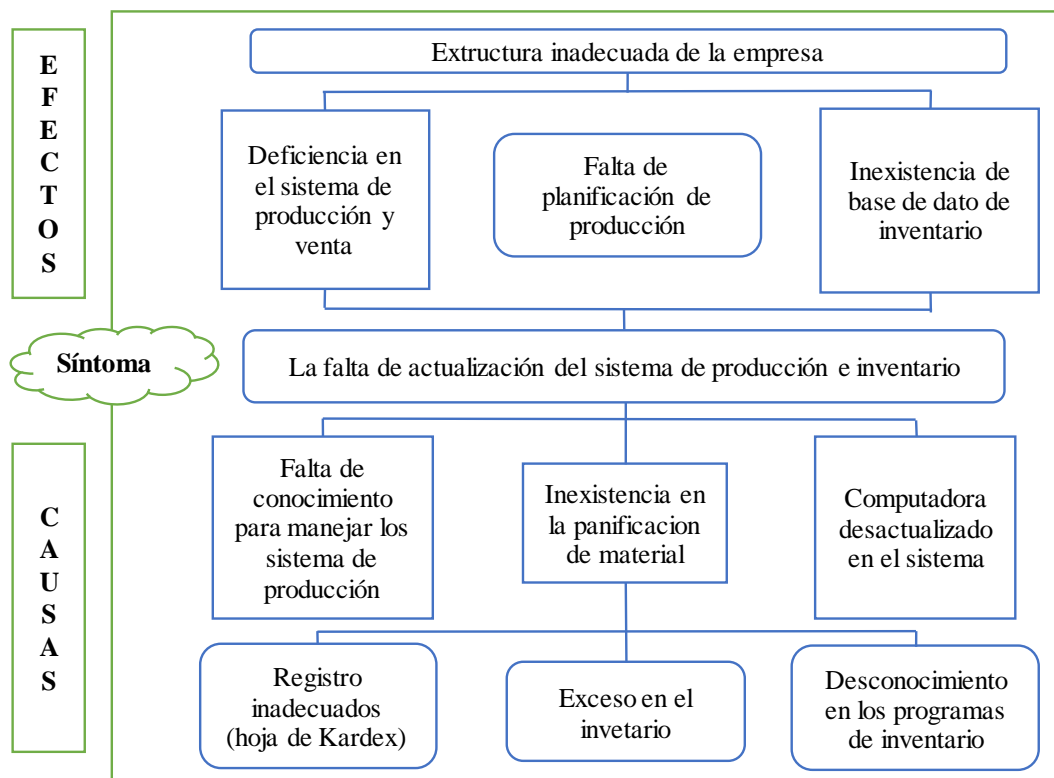 EFECTOS
Extructura inadecuada de la empresa
Deficiencia en
el sistema de
producción y
venta
Falta de
planificación de
producción
Inexistencia de
base de dato de
inventario
Síntoma
La falta de actualización del sistema de producción e inventario
CAUSAS
Falta de
conocimiento
para manejar los
sistema de
producción
Inexistencia en
la panificacion
de material
Computadora
desactualizado
en el sistema
Registro
inadecuados
(hoja de Kardex)
Exceso en el
invetario
Desconocimiento
en los programas
de inventario